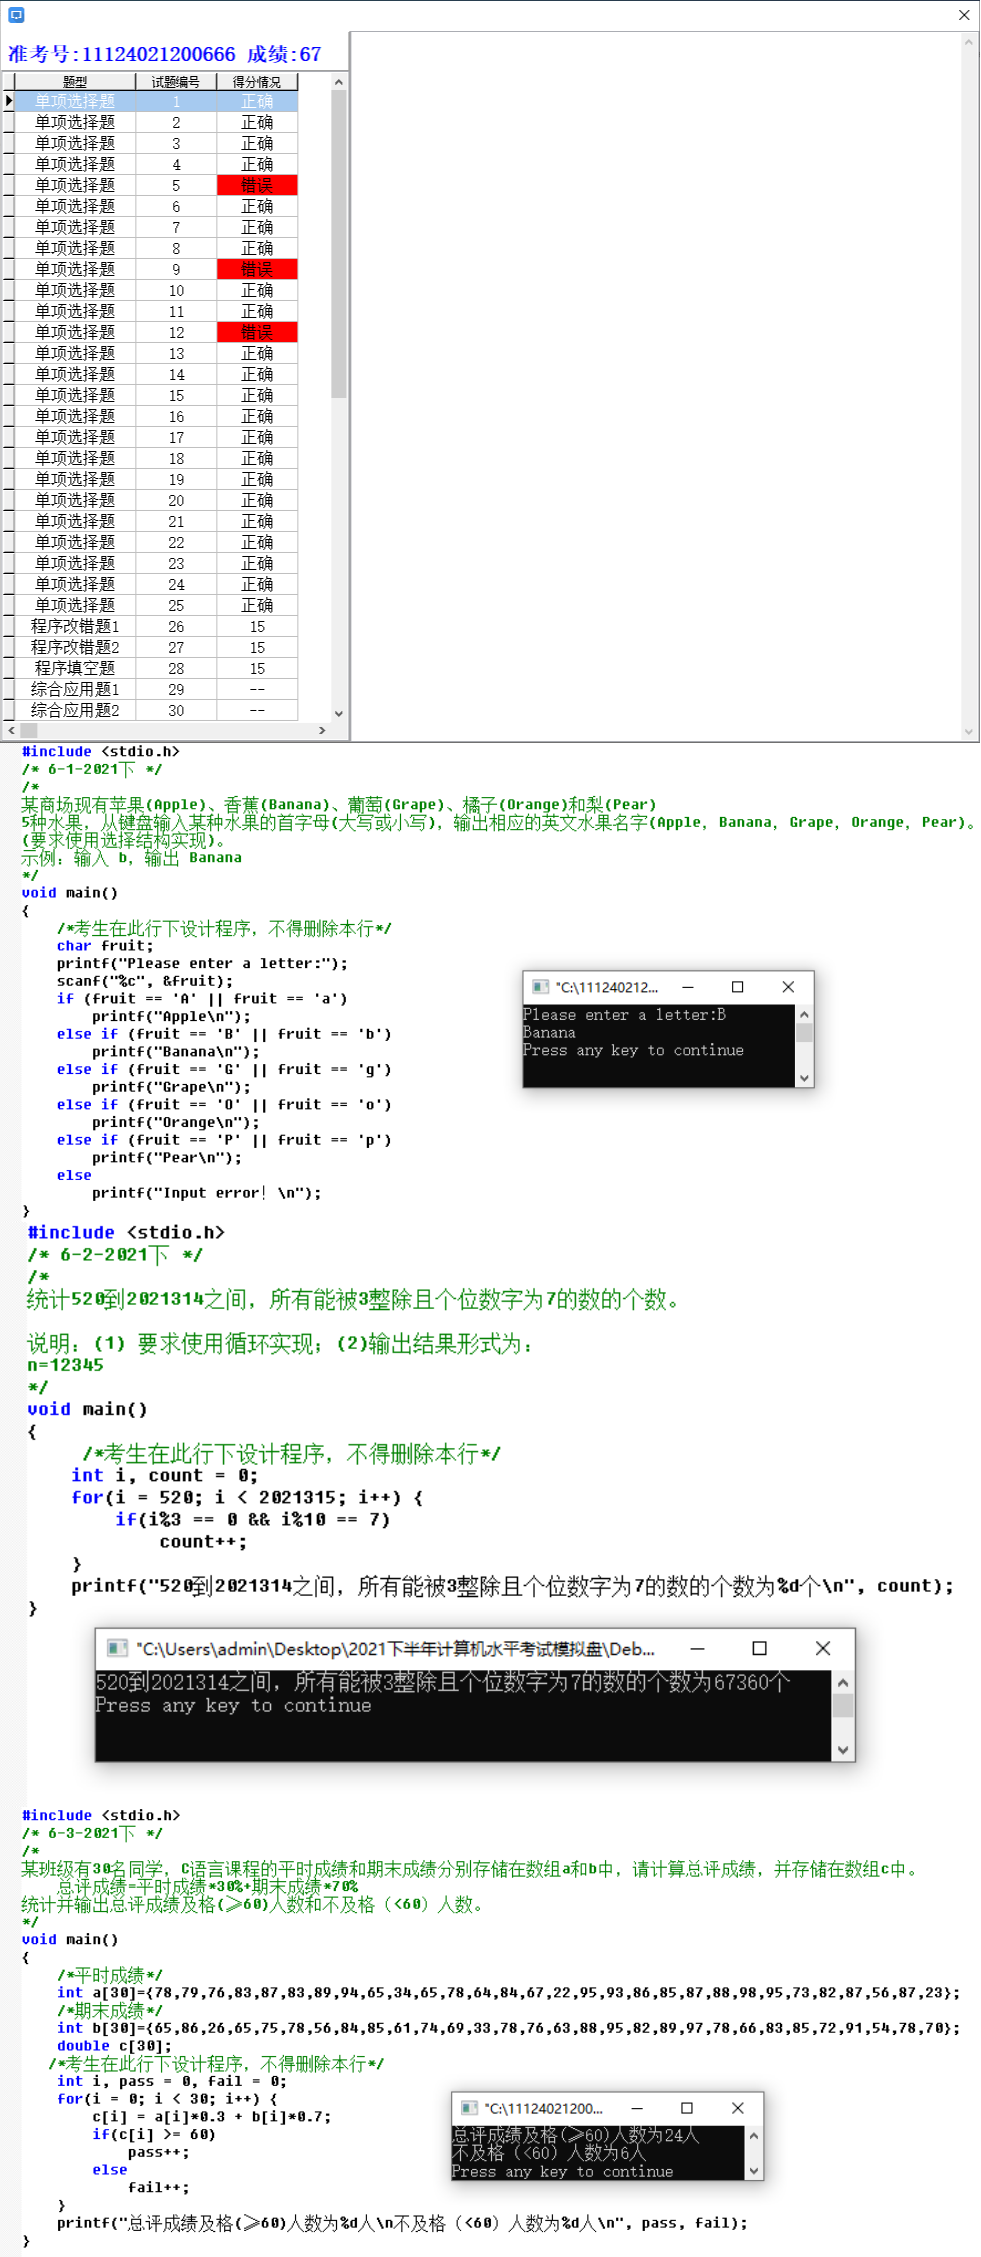 准考号:11124021200666 成绩:67
题型 试题编号 得分情况
单项选择题 1 正确
单项选择题 2 正确
单项选择题 3 正确
单项选择题 4 正确
单项选择题 5 错误
单项选择题 6 正确
单项选择题 7 正确
单项选择题 8 正确
单项选择题 9 错误
单项选择题 10 正确
单项选择题 11 正确
单项选择题 12 错误
单项选择题 13 正确
单项选择题 14 正确
单项选择题 15 正确
单项选择题 16 正确
单项选择题 17 正确
单项选择题 18 正确
单项选择题 19 正确
单项选择题 20 正确
单项选择题 21 正确
单项选择题 22 正确
单项选择题 23 正确
单项选择题 24 正确
单项选择题 25 正确
程序改错题1 26 15
程序改错题2 27 15
程序填空题 28 15
综合应用题1 29 --
综合应用题2 30 --
#include <stdio.h>
/* 6-1-2021下 */
/*
某商场现有苹果(Apple)、香蕉(Banana)、葡萄(Grape)、橘子(Orange)和梨(Pear)
5种水果，从键盘输入某种水果的首字母(大写或小写)，输出相应的英文水果名字(Apple, Banana, Grape, Orange, Pear)。
(要求使用选择结构实现)。
示例：输入 b，输出 Banana
*/
void main()
{
/*考生在此行下设计程序，不得删除本行*/
char fruit;
printf("Please enter a letter:");
scanf("%c", &fruit);
if (fruit == 'A' || fruit == 'a')
printf("Apple\n");
else if (fruit == 'B' || fruit == 'b')
printf("Banana\n");
else if (fruit == 'G' || fruit == 'g')
printf("Grape\n");
else if (fruit == 'O' || fruit == 'o')
printf("Orange\n");
else if (fruit == 'P' || fruit == 'p')
printf("Pear\n");
else
printf("Input error! \n");
}
"C:\111240212...
Please enter a letter:B
Banana
Press any key to continue
#include <stdio.h>
/* 6-2-2021下 */
/*
统计520到2021314之间，所有能被3整除且个位数字为7的数的个数。
说明：(1) 要求使用循环实现；(2)输出结果形式为：
n=12345
*/
void main()
{
/*考生在此行下设计程序，不得删除本行*/
int i, count = 0;
for(i = 520; i < 2021315; i++) {
if(i%3 == 0 && i%10 == 7)
count++;
}
printf("520到2021314之间，所有能被3整除且个位数字为7的数的个数为%d个\n", count);
}
"C:\Users\admin\Desktop\2021下半年计算机水平考试模拟盘\Deb...
520到2021314之间，所有能被3整除且个位数字为7的数的个数为67360个
Press any key to continue
#include <stdio.h>
/* 6-3-2021下 */
/*
某班级有30名同学，C语言课程的平时成绩和期末成绩分别存储在数组a和b中，请计算总评成绩，并存储在数组c中。
总评成绩=平时成绩*30%+期末成绩*70%
统计并输出总评成绩及格(≥60)人数和不及格（<60）人数。
*/
void main()
{
/*平时成绩*/
int a[30]={78,79,76,83,87,83,89,94,65,34,65,78,64,84,67,22,95,93,86,85,87,88,98,95,73,82,87,56,87,23};
/*期末成绩*/
int b[30]={65,86,26,65,75,78,56,84,85,61,74,69,33,78,76,63,88,95,82,89,97,78,66,83,85,72,91,54,78,70};
double c[30];
/*考生在此行下设计程序，不得删除本行*/
int i, pass = 0, fail = 0;
for(i = 0; i < 30; i++) {
c[i] = a[i]*0.3 + b[i]*0.7;
if(c[i] >= 60)
pass++;
else
fail++;
}
printf("总评成绩及格(≥60)人数为%d人\n不及格（<60）人数为%d人\n", pass, fail);
}
"C:\11124021200...
总评成绩及格(≥60)人数为24人
不及格（<60）人数为6人
Press any key to continue